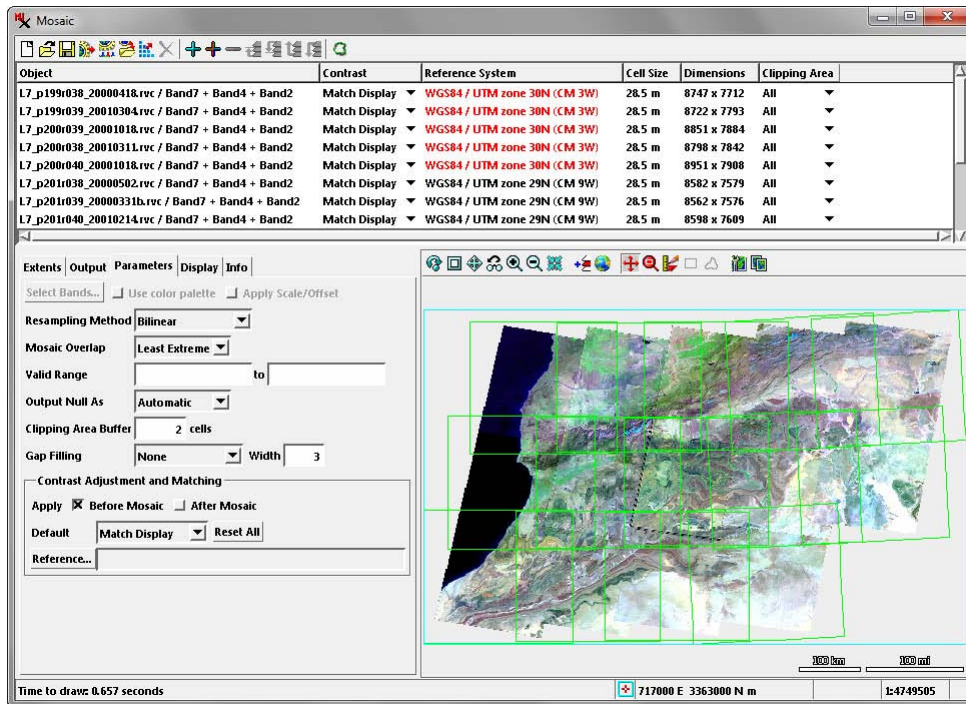 Mosaic
Object Contrast Reference System Cell Size Dimensions Clipping Area
L7_p199r038_20000418.rvc / Band7 + Band4 + Band2 Match Display WGS84 / UTM zone 30N (CM 3W) 28.5 m 8747 x 7712 All
L7_p199r039_20010304.rvc / Band7 + Band4 + Band2 Match Display WGS84 / UTM zone 30N (CM 3W) 28.5 m 8722 x 7793 All
L7_p200r039_20001018.rvc / Band7 + Band4 + Band2 Match Display WGS84 / UTM zone 30N (CM 3W) 28.5 m 8851 x 7884 All
L7_p200r038_20010311.rvc / Band7 + Band4 + Band2 Match Display WGS84 / UTM zone 30N (CM 3W) 28.5 m 8798 x 7842 All
L7_p200r040_20001018.rvc / Band7 + Band4 + Band2 Match Display WGS84 / UTM zone 30N (CM 3W) 28.5 m 8951 x 7908 All
L7_p201r038_20000502.rvc / Band7 + Band4 + Band2 Match Display WGS84 / UTM zone 29N (CM 9W) 28.5 m 8582 x 7579 All
L7_p201r039_20000331b.rvc / Band7 + Band4 + Band2 Match Display WGS84 / UTM zone 29N (CM 9W) 28.5 m 8562 x 7576 All
L7_p201r040_20010214.rvc / Band7 + Band4 + Band2 Match Display WGS84 / UTM zone 29N (CM 9W) 28.5 m 8598 x 7609 All
Extents Output Parameters Display Info
Select Bands... Use color palette Apply Scale/Offset
Resampling Method Bilinear
Mosaic Overlap Least Extreme
Valid Range to
Output Null As Automatic
Clipping Area Buffer 2 cells
Gap Filling None Width 3
Contrast Adjustment and Matching
Apply Before Mosaic After Mosaic
Default Match Display Reset All
Reference...
100 km 100 mi
Time to draw: 0.657 seconds 717000 E 3363000 N m 1:4749505